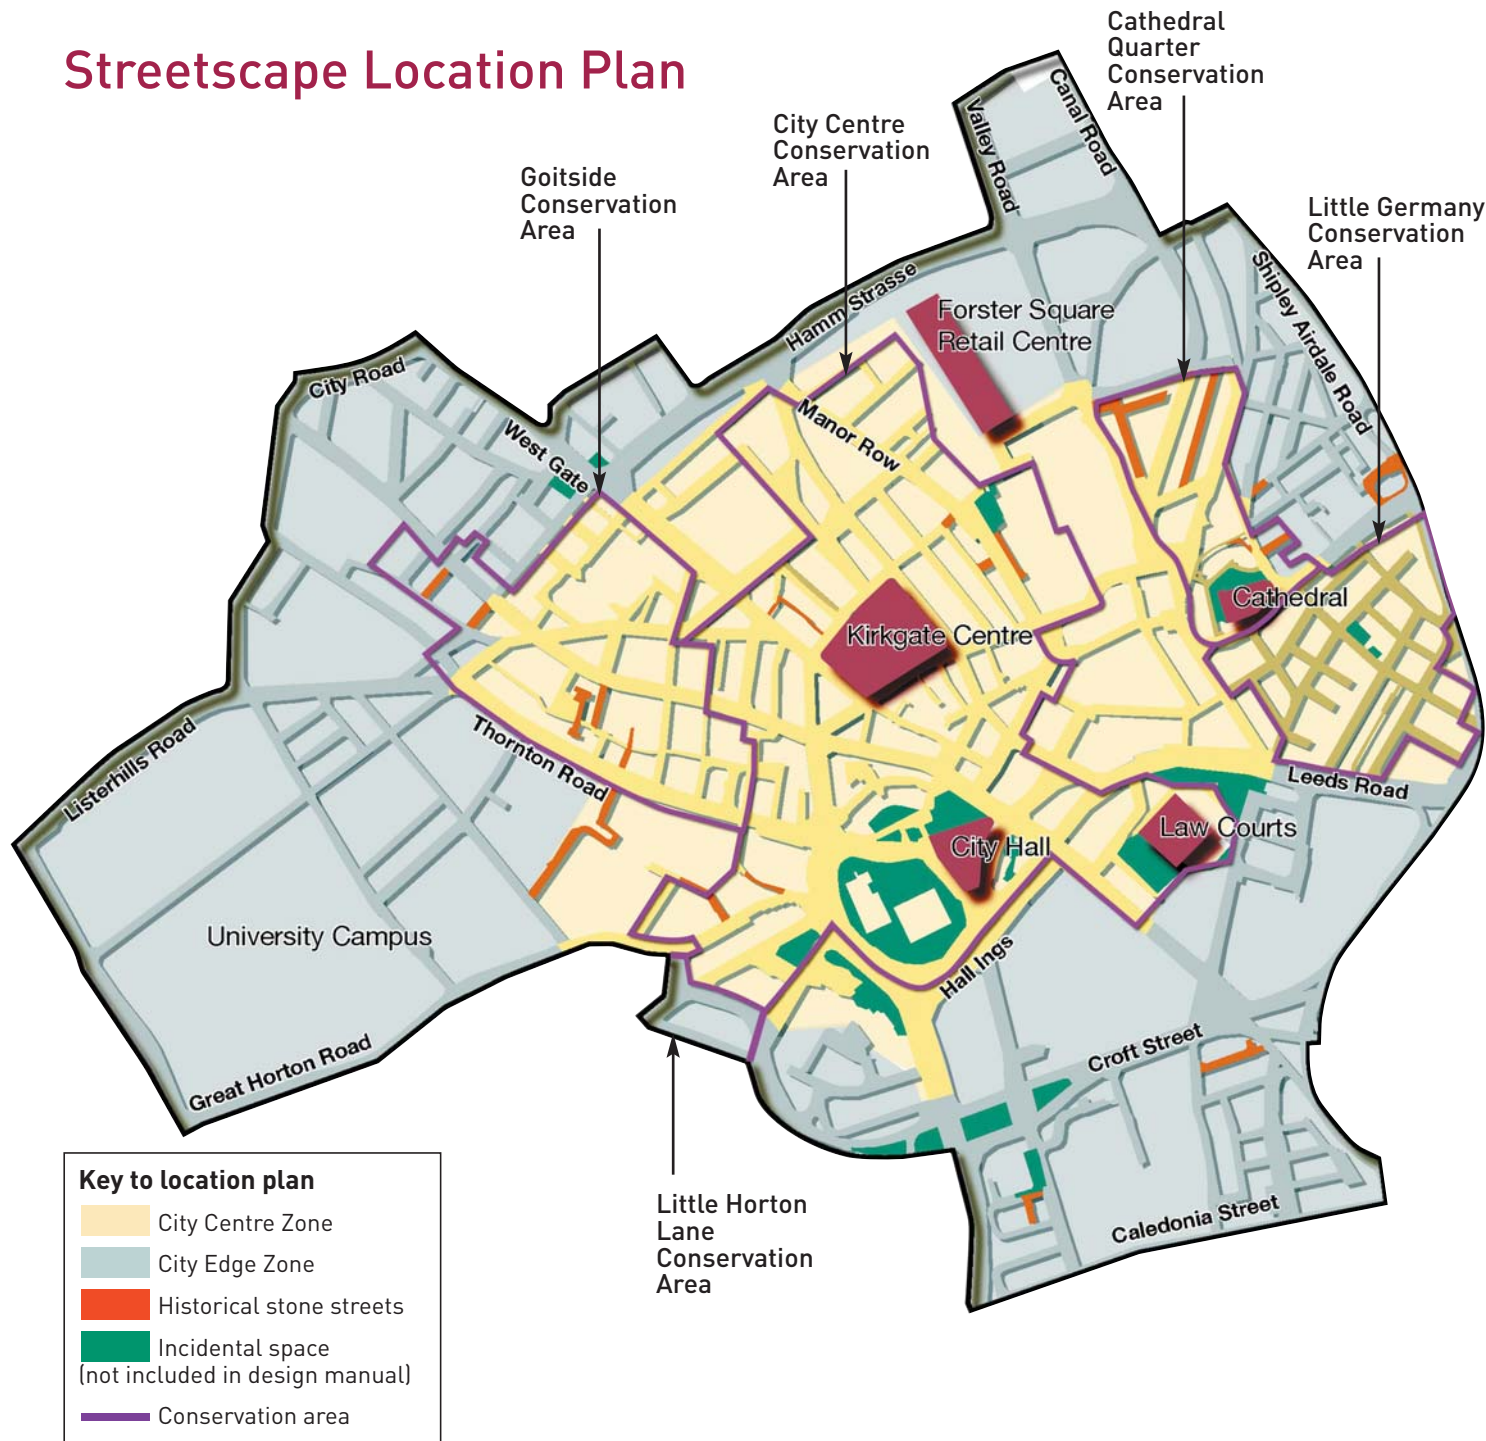 Streetscape Location Plan
Cathedral
Quarter
Conservation
Area
City Centre
Conservation
Area
Goitside
Conservation
Area
Little Germany
Conservation
Area
Canal Road
Valley Road
Shipley Airdale Road
Hamm Strasse
Forster Square
Retail Centre
City Road
West Gate
Manor Row
Cathedral
Kirkgate Centre
Listerhills Road
Thornton Road
Leeds Road
Law Courts
City Hall
University Campus
Hall Ings
Great Horton Road
Croft Street
Caledonia Street
Little Horton
Lane
Conservation
Area
Key to location plan
City Centre Zone
City Edge Zone
Historical stone streets
Incidental space
(not included in design manual)
Conservation area